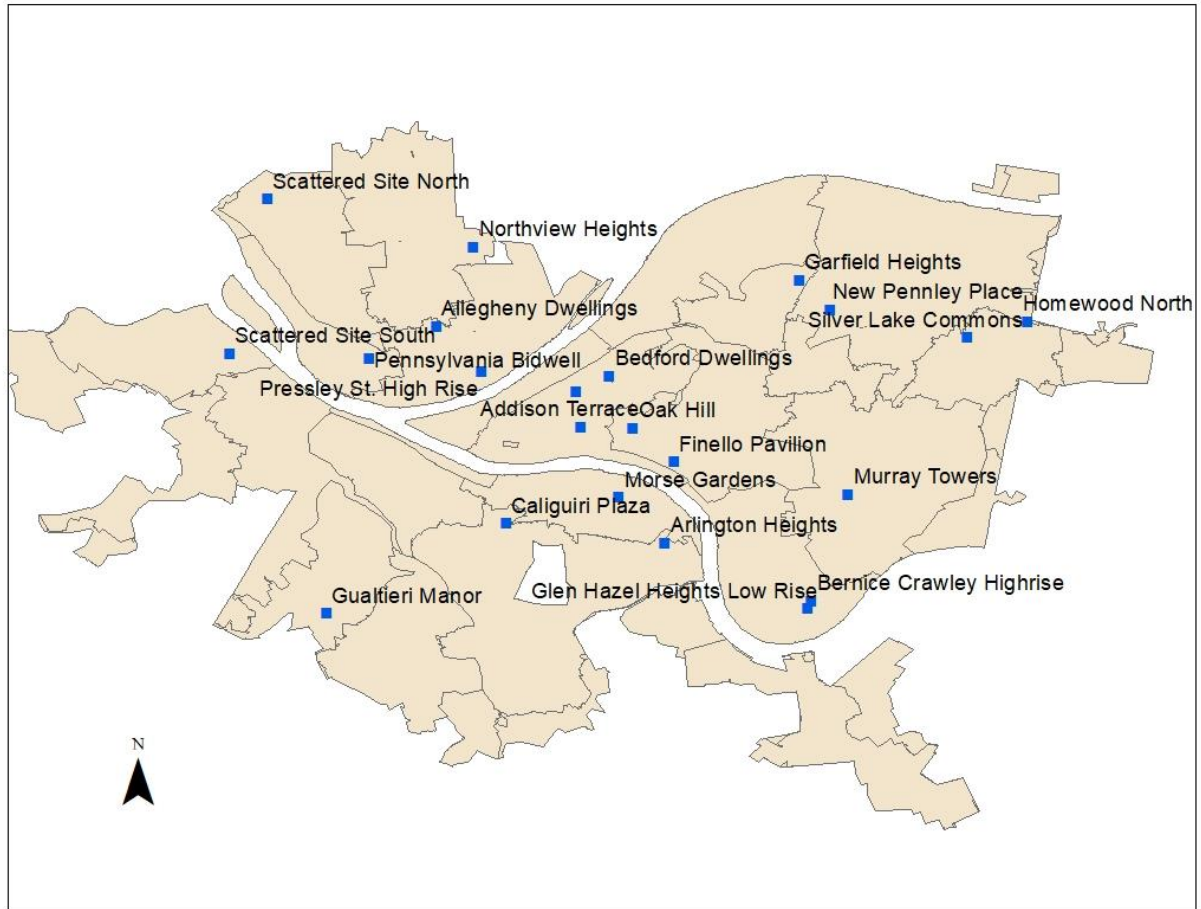 Scattered Site North
Northview Heights
Garfield Heights
New Pennley Place
Homewood North
Allegheny Dwellings
Silver Lake Commons
Scattered Site South
Pennsylvania Bidwell
Bedford Dwellings
Pressley St. High Rise
Addison Terrace
Oak Hill
Finello Pavilion
Morse Gardens
Murray Towers
Caliguiri Plaza
Arlington Heights
Glen Hazel Heights Low Rise
Bernice Crawley Highrise
Gualtieri Manor
N